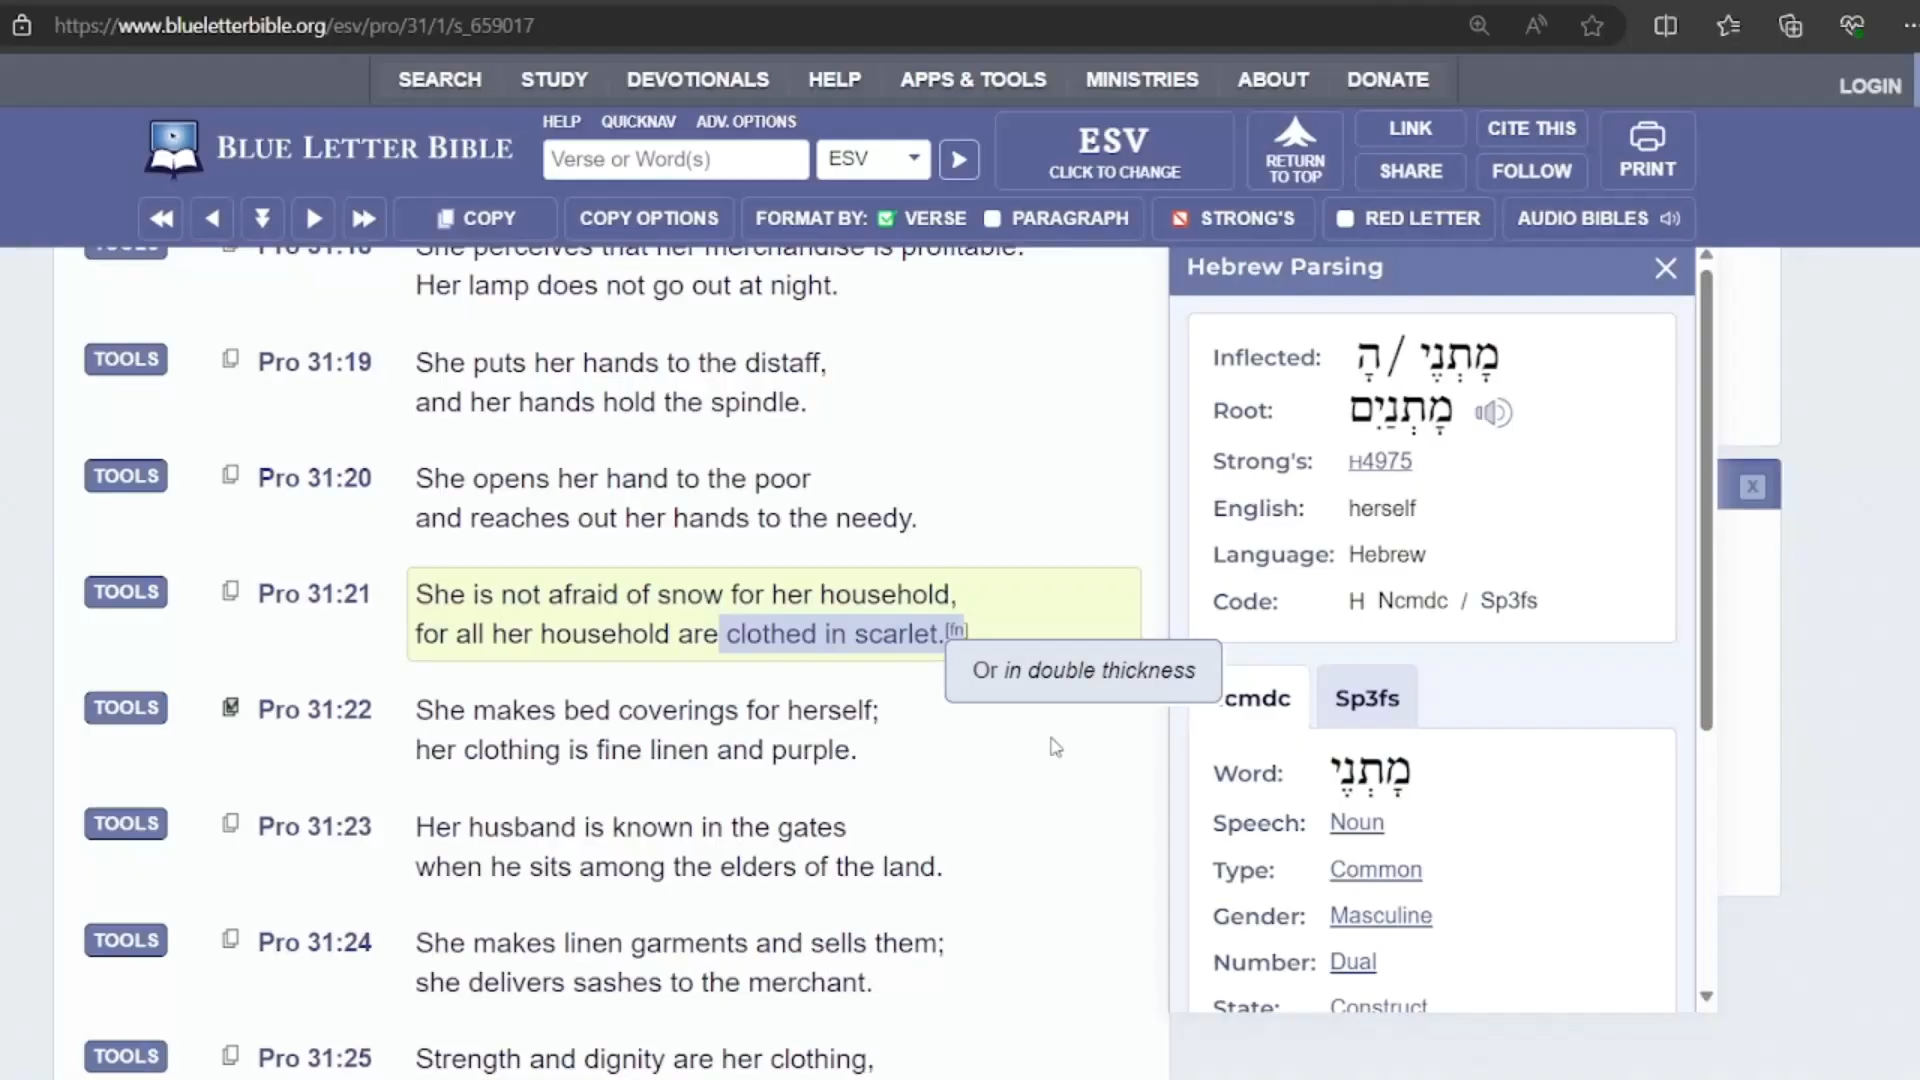 https://www.blueletterbible.org/esv/pro/31/1/s_659017
SEARCH STUDY DEVOTIONALS HELP APPS & TOOLS MINISTRIES ABOUT DONATE
LOGIN
BLUE LETTER BIBLE
HELP QUICKNAV ADV. OPTIONS
Verse or Word(s)
ESV
ESV
CLICK TO CHANGE
RETURN
TO TOP
LINK
CITE THIS
SHARE
FOLLOW
PRINT
COPY
COPY OPTIONS
FORMAT BY: VERSE PARAGRAPH
STRONG'S
RED LETTER
AUDIO BIBLES
TOOLS Pro 31:18 She perceives that her merchandise is profitable.
Her lamp does not go out at night.
TOOLS Pro 31:19 She puts her hands to the distaff,
and her hands hold the spindle.
TOOLS Pro 31:20 She opens her hand to the poor
and reaches out her hands to the needy.
TOOLS Pro 31:21 She is not afraid of snow for her household,
for all her household are clothed in scarlet.[fn]
Or in double thickness
TOOLS Pro 31:22 She makes bed coverings for herself;
her clothing is fine linen and purple.
TOOLS Pro 31:23 Her husband is known in the gates
when he sits among the elders of the land.
TOOLS Pro 31:24 She makes linen garments and sells them;
she delivers sashes to the merchant.
TOOLS Pro 31:25 Strength and dignity are her clothing,
Hebrew Parsing
Inflected: מָתְנֶי / הָ
Root: מָתְנַיִם
Strong's: H4975
English: herself
Language: Hebrew
Code: H Ncmdc / Sp3fs
cmdc Sp3fs
Word: מָתְנֶי
Speech: Noun
Type: Common
Gender: Masculine
Number: Dual
State: Construct
X